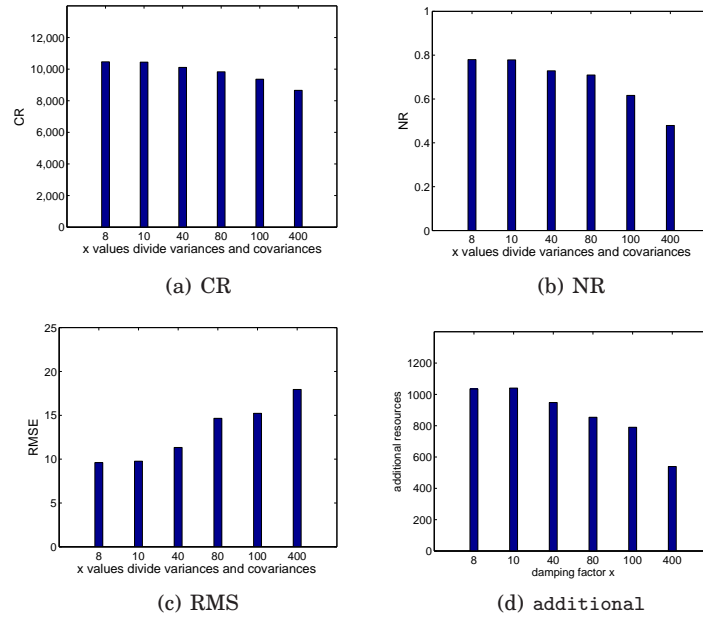 12,000
10,000
8,000
6,000
4,000
2,000
0
CR
8 10 40 80 100 400
x values divide variances and covariances
(a) CR
1
0.8
0.6
0.4
0.2
0
NR
8 10 40 80 100 400
x values divide variances and covariances
(b) NR
25
20
15
10
5
0
RMSE
8 10 40 80 100 400
x values divide variances and covariances
(c) RMS
1200
1000
800
600
400
200
0
additional resources
8 10 40 80 100 400
damping factor x
(d) additional